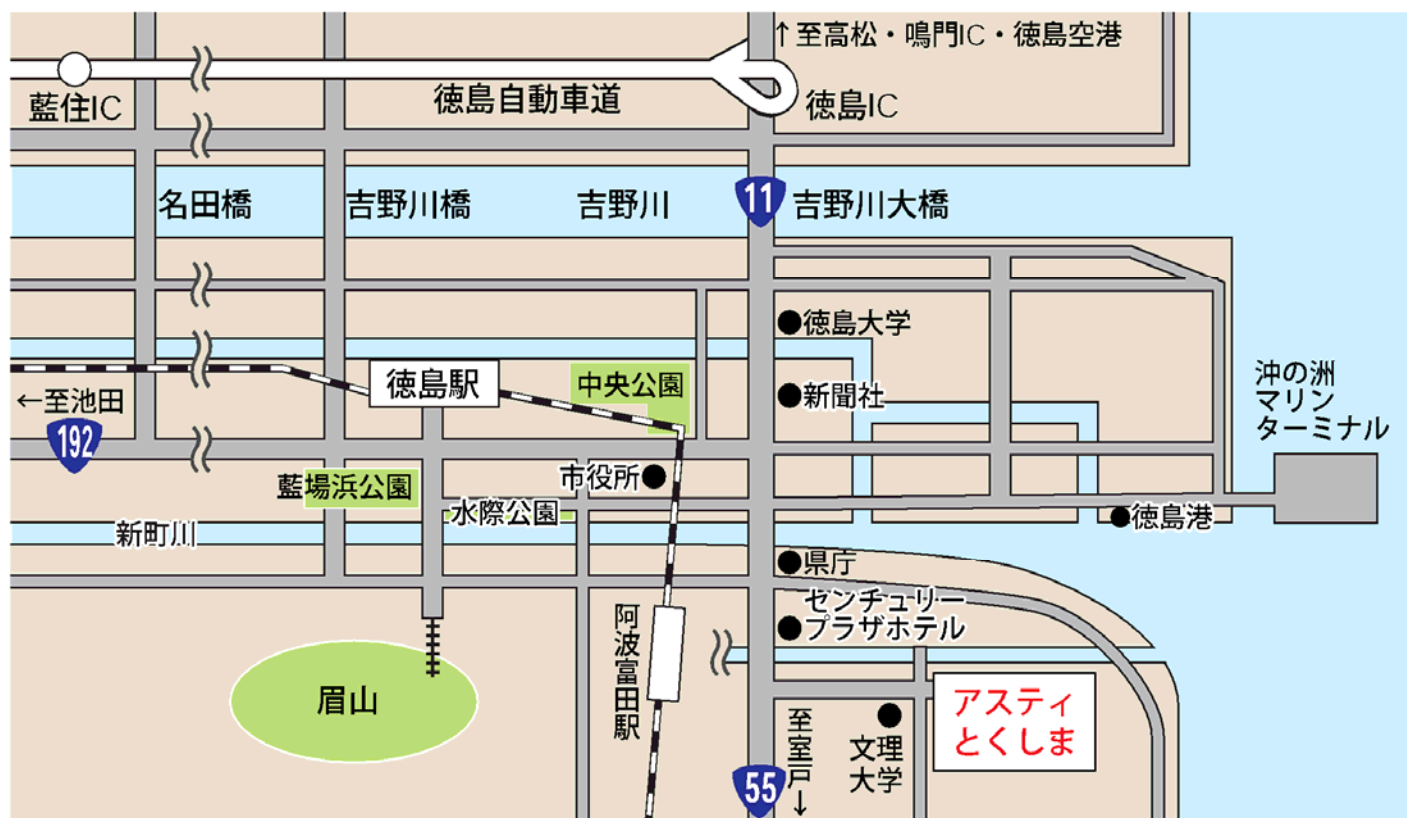 ↑至高松・鳴門IC・徳島空港
藍住IC
徳島自動車道
徳島IC
名田橋
吉野川橋
吉野川
11
吉野川大橋
徳島大学
徳島駅
中央公園
←至池田
新聞社
沖の洲
マリン
ターミナル
192
藍場浜公園
市役所
水際公園
徳島港
新町川
県庁
センチュリー
プラザホテル
阿波富田駅
眉山
アスティ
とくしま
至室戸↓
文理
大学
55